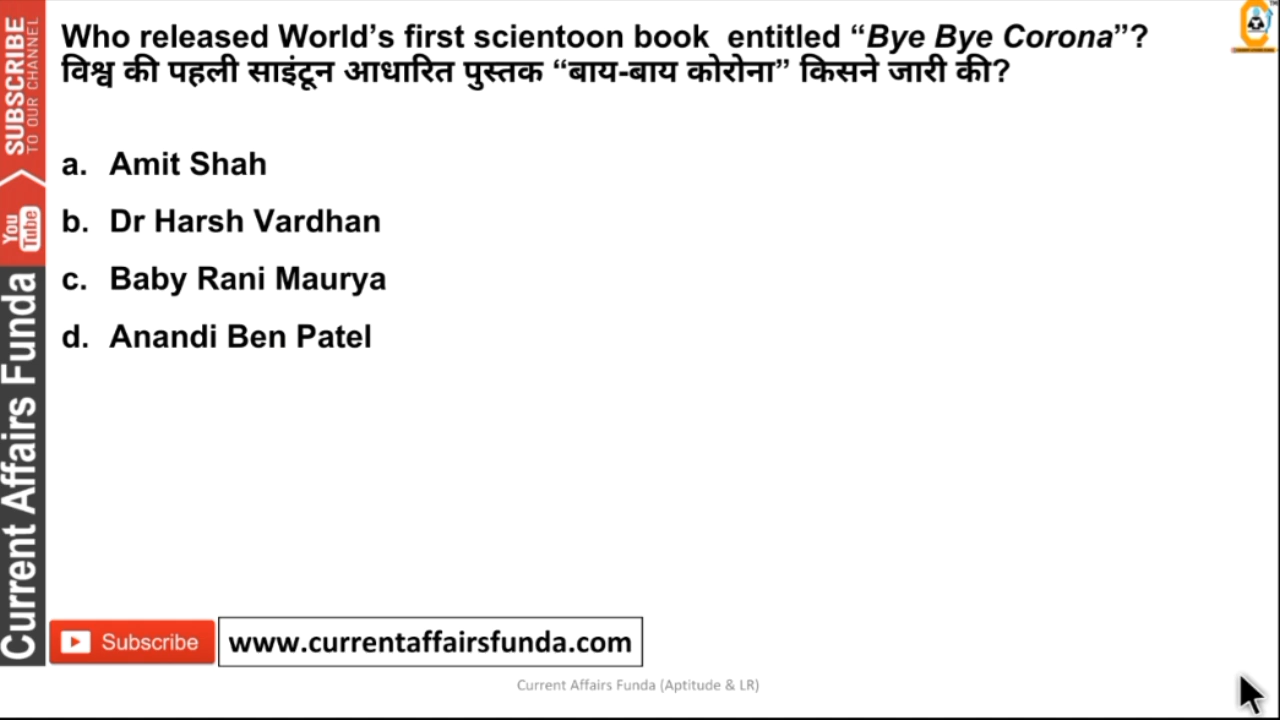 Who released World’s first scientoon book entitled “Bye Bye Corona”?
विश्व की पहली साइंटून आधारित पुस्तक “बाय-बाय कोरोना” किसने जारी की?
a. Amit Shah
b. Dr Harsh Vardhan
c. Baby Rani Maurya
d. Anandi Ben Patel
SUBSCRIBE
TO OUR CHANNEL
You Tube
Current Affairs Funda
Subscribe
www.currentaffairsfunda.com
Current Affairs Funda (Aptitude & LR)